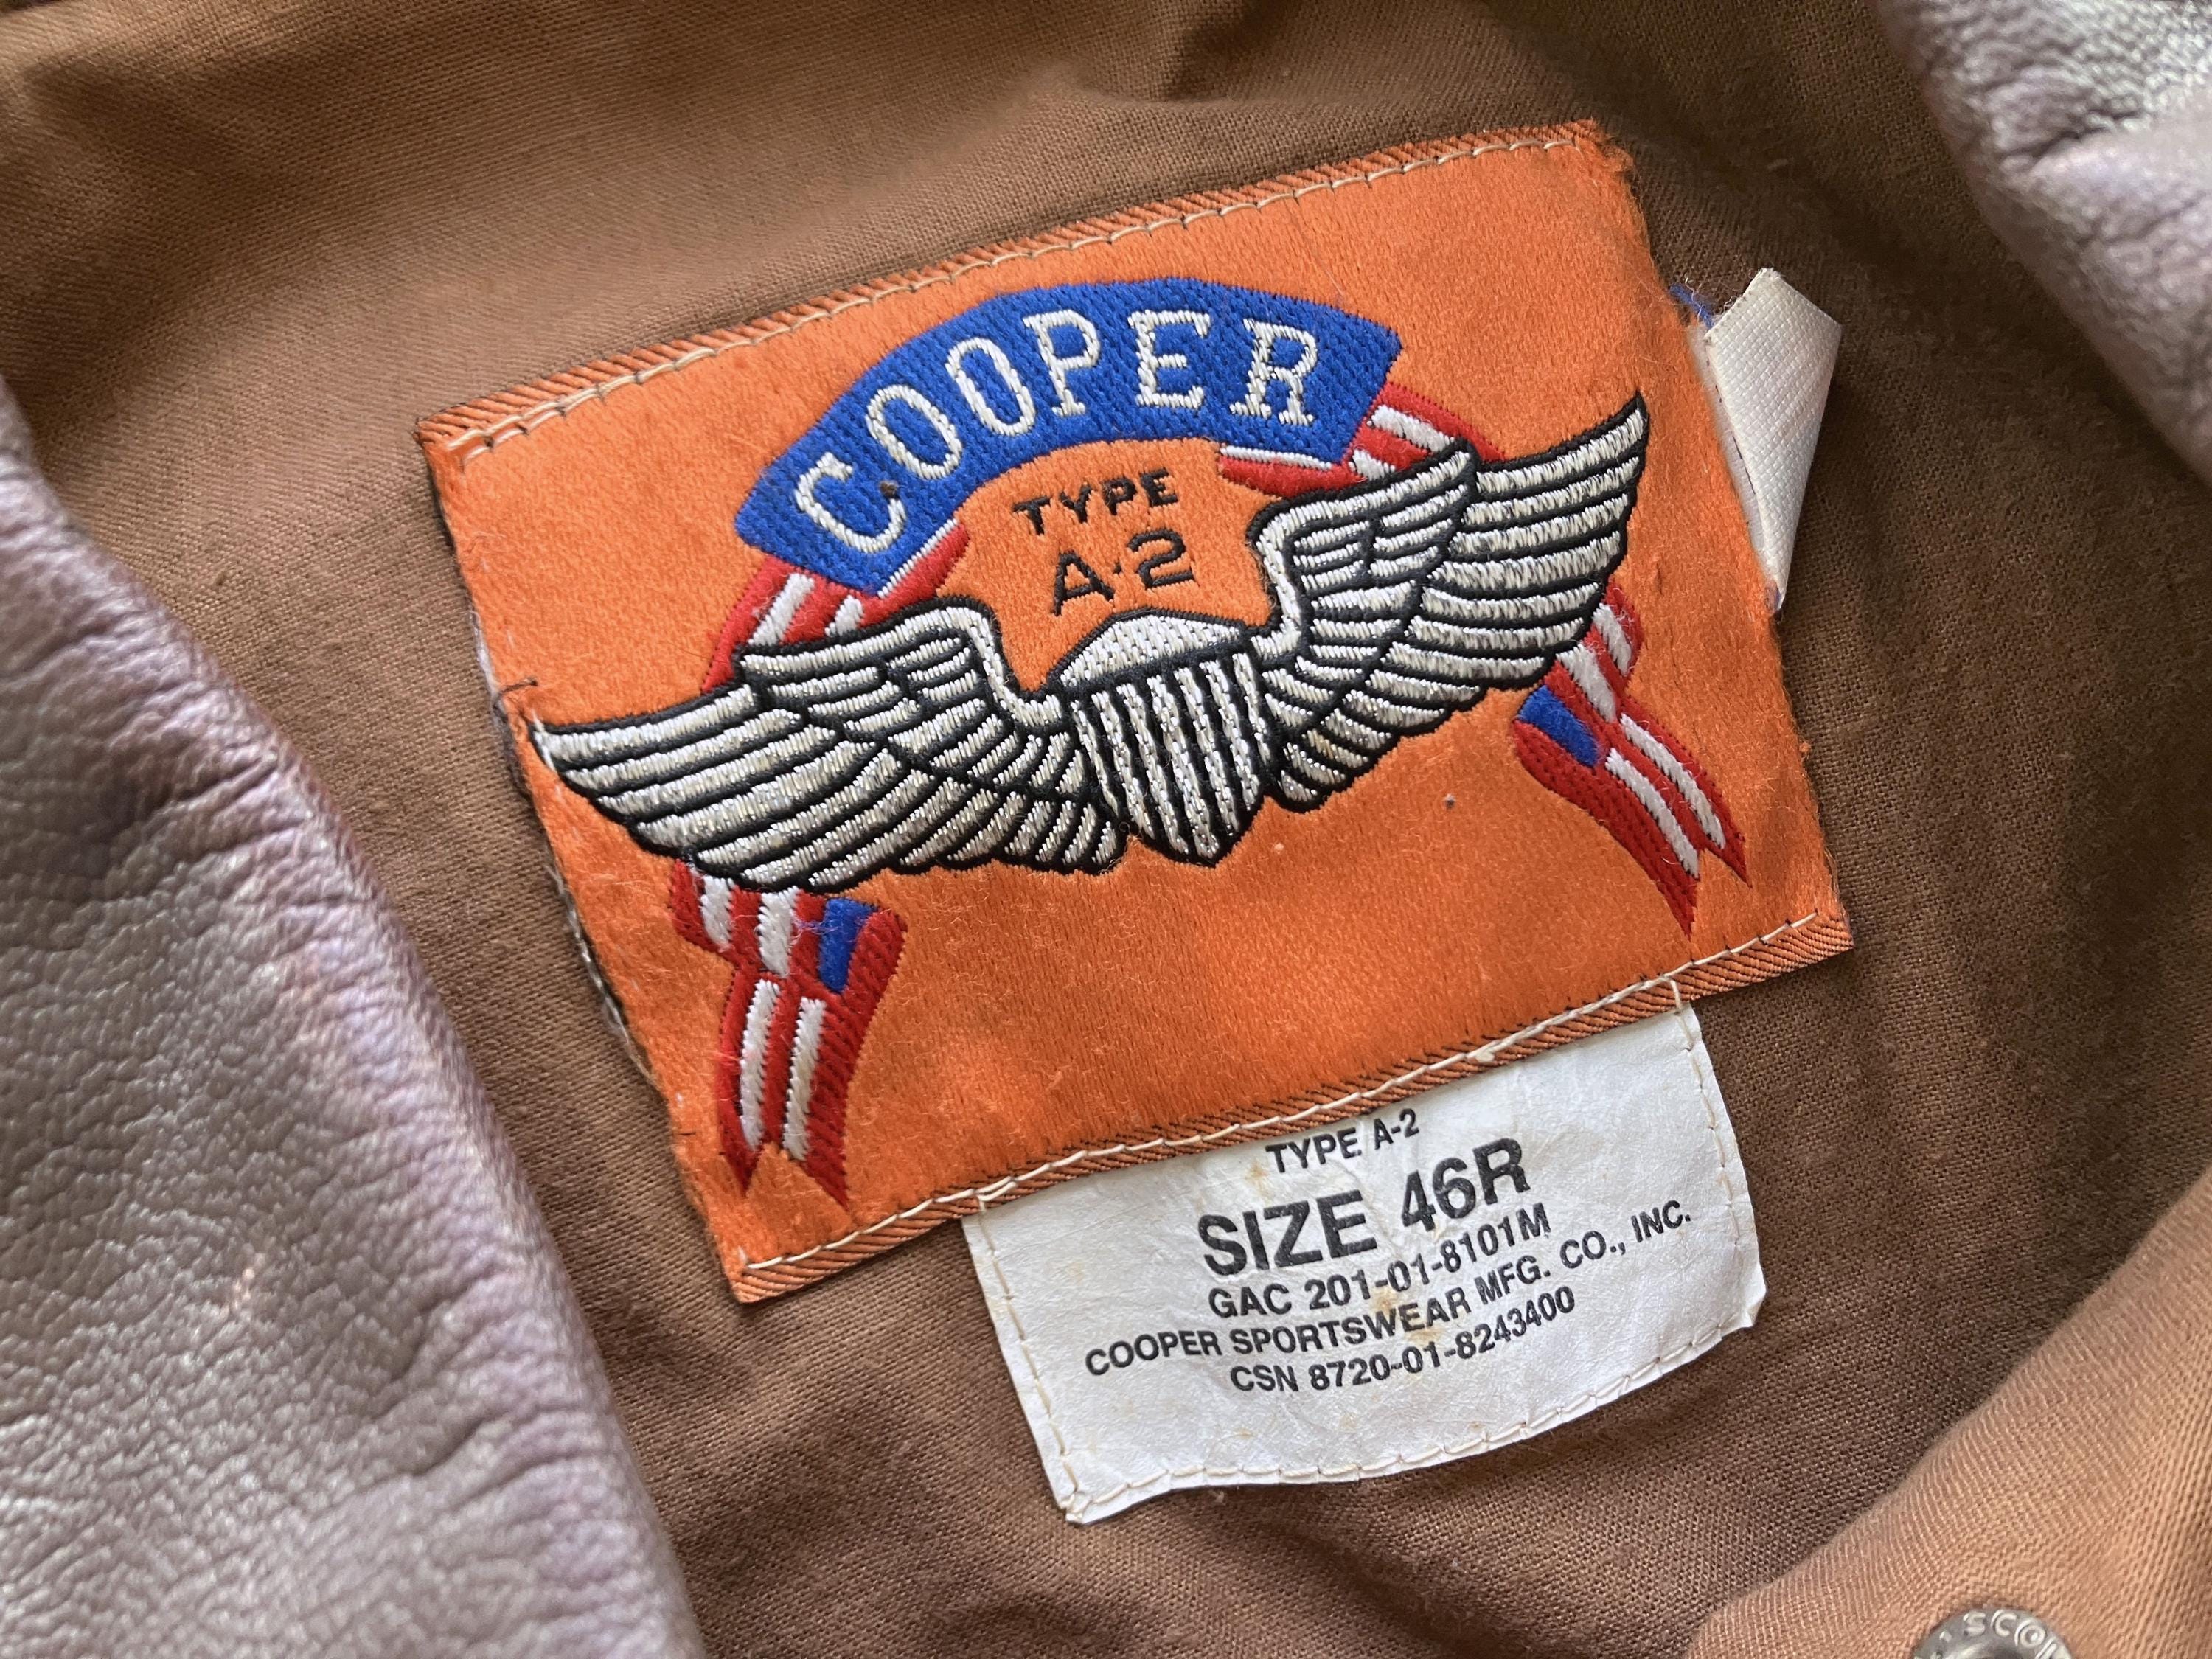 COOPER
TYPE
A-2
TYPE A-2
SIZE 46R
GAC 201-01-8101M
COOPER SPORTSWEAR MFG. CO., INC.
CSN 8720-01-8243400